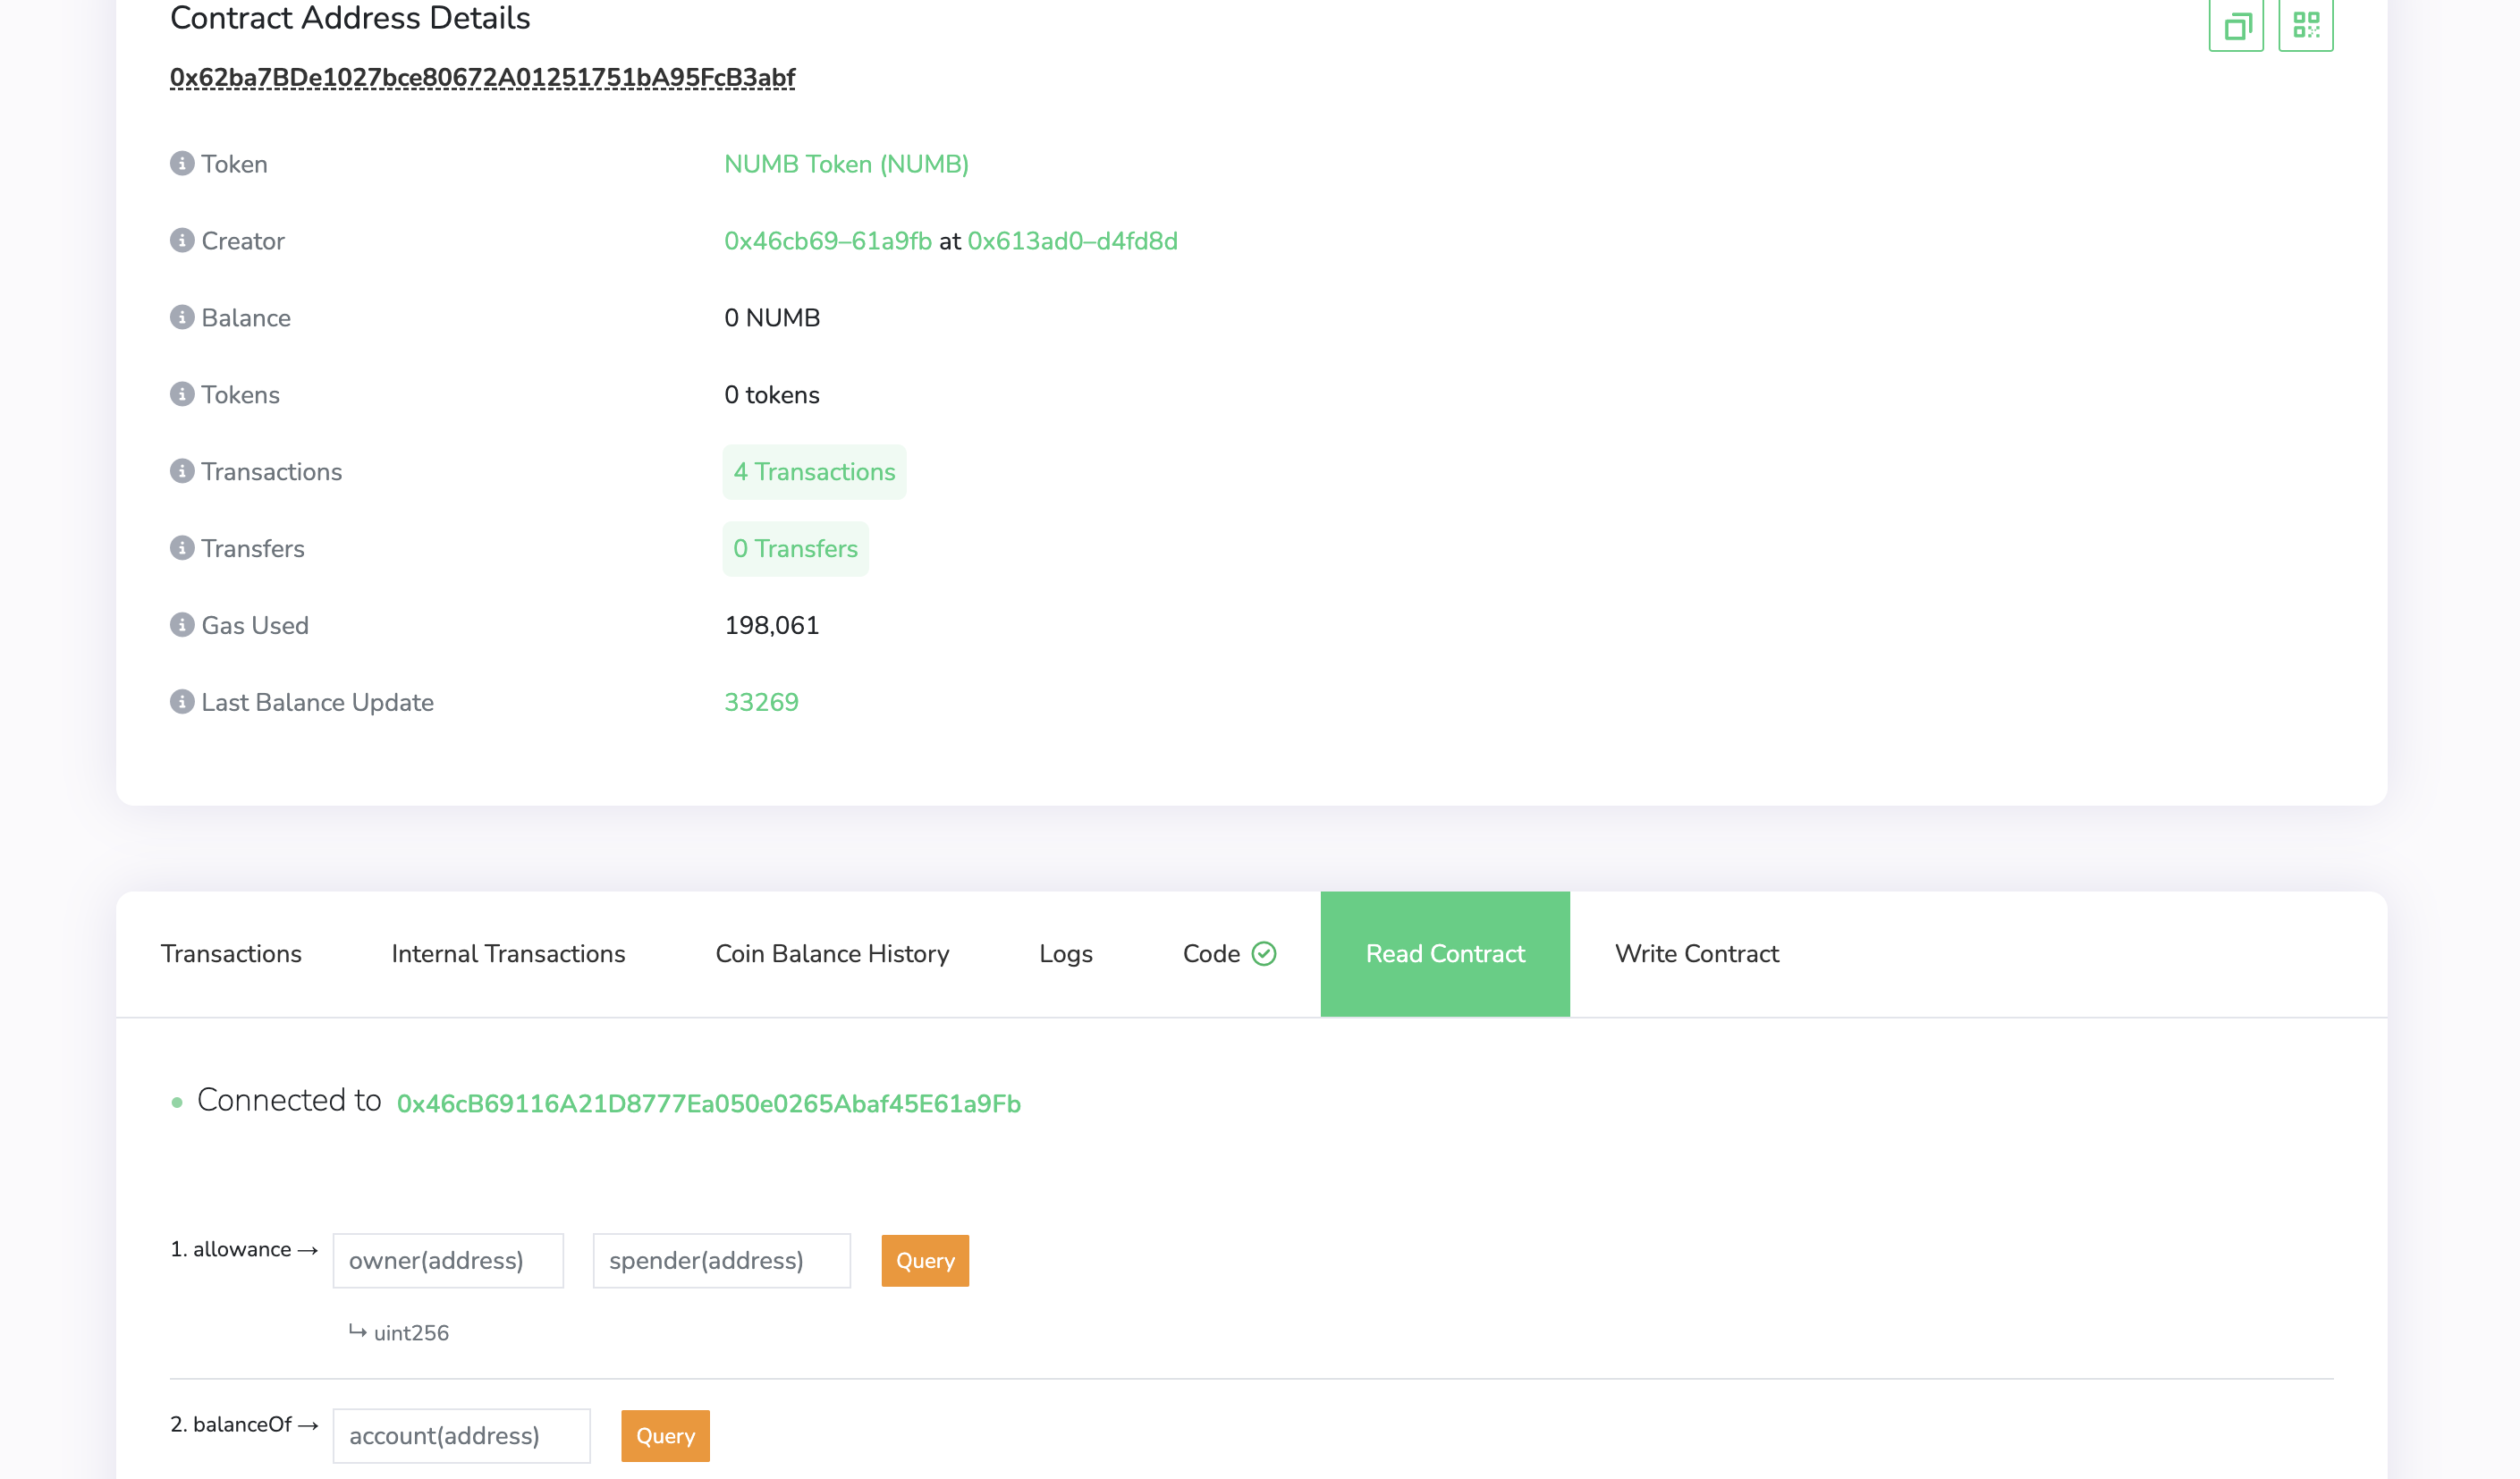 Contract Address Details
0x62ba7BDe1027bce80672A01251751bA95FcB3abf
Token NUMB Token (NUMB)
Creator 0x46cb69–61a9fb at 0x613ad0–d4fd8d
Balance 0 NUMB
Tokens 0 tokens
Transactions 4 Transactions
Transfers 0 Transfers
Gas Used 198,061
Last Balance Update 33269
Transactions Internal Transactions Coin Balance History Logs Code Read Contract Write Contract
Connected to 0x46cB69116A21D8777Ea050e0265Abaf45E61a9Fb
1. allowance → owner(address) spender(address) Query
↳ uint256
2. balanceOf → account(address) Query